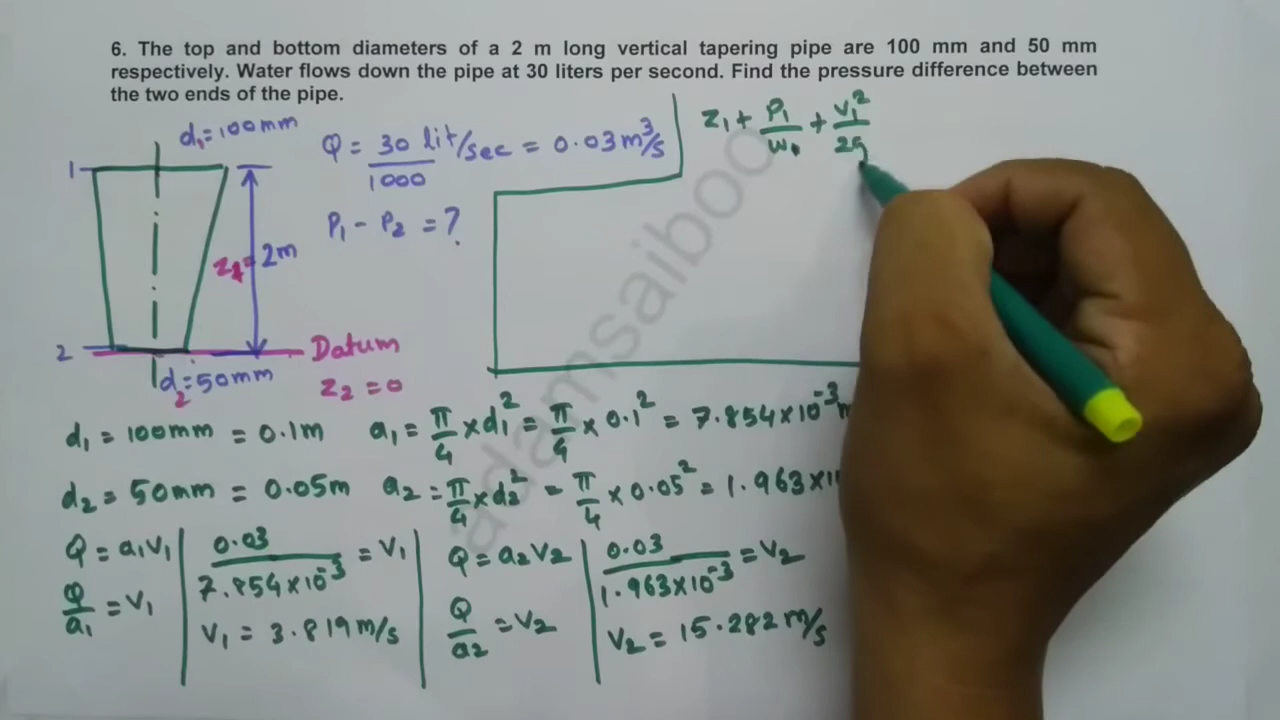 6. The top and bottom diameters of a 2 m long vertical tapering pipe are 100 mm and 50 mm
respectively. Water flows down the pipe at 30 liters per second. Find the pressure difference between
the two ends of the pipe.
d₁=100mm
1
Q = 30/1000 lit/sec = 0.03 m³/s
Z₁ + P₁/w + V₁²/2g
P₁ - P₂ = ?
Z₁ = 2m
2
Datum
d₂=50mm
Z₂ = 0
adamsaiboo
d₁ = 100mm = 0.1m a₁ = π/4 × d₁² = π/4 × 0.1² = 7.854×10⁻³ m
d₂ = 50mm = 0.05m a₂ = π/4 × d₂² = π/4 × 0.05² = 1.963×1
Q = a₁V₁ 0.03/7.854×10⁻³ = V₁ Q = a₂V₂ 0.03/1.963×10⁻³ = V₂
Q/a₁ = V₁ V₁ = 3.819 m/s Q/a₂ = V₂ V₂ = 15.282 m/s